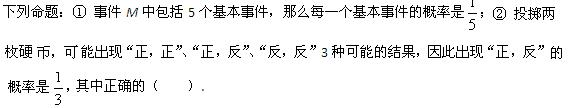 下列命题：① 事件 M 中包括 5 个基本事件，那么每一个基本事件的概率是 1/5；② 投掷两
枚硬币，可能出现“正，正”、“正，反”、“反，反”3 种可能的结果，因此出现“正，反”的
概率是 1/3，其中正确的（　　）.